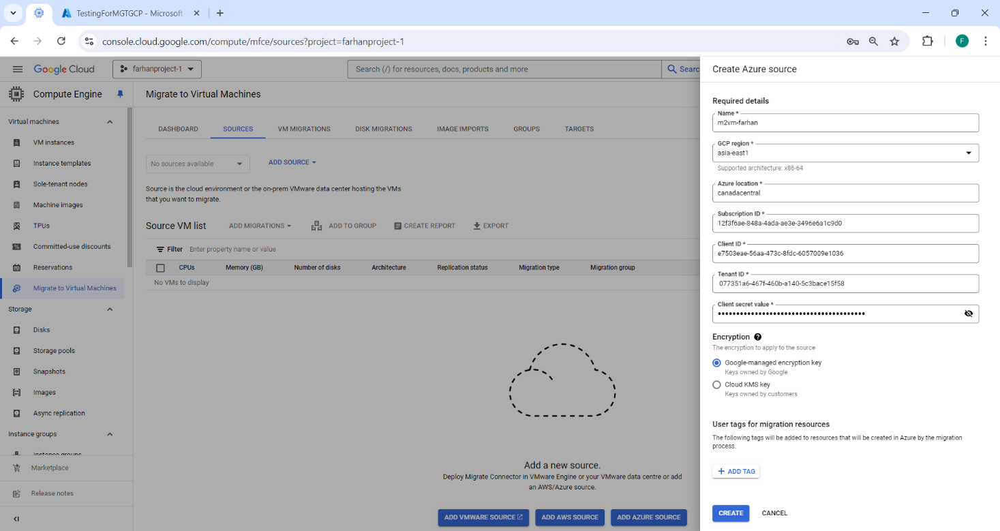 TestingForMGTGCP - Microsoft
console.cloud.google.com/compute/mfce/sources?project=farhanproject-1
F
Google Cloud
farhanproject-1
Search (/) for resources, docs, products and more
Searc
Compute Engine
Virtual machines
VM instances
Instance templates
Sole-tenant nodes
Machine images
TPUs
Committed-use discounts
Reservations
Migrate to Virtual Machines
Storage
Disks
Storage pools
Snapshots
Images
Async replication
Instance groups
Instance groups
Marketplace
Release notes
Migrate to Virtual Machines
DASHBOARD SOURCES VM MIGRATIONS DISK MIGRATIONS IMAGE IMPORTS GROUPS TARGETS
No sources available
ADD SOURCE
Source is the cloud environment or the on-prem VMware data center hosting the VMs
that you want to migrate.
Source VM list ADD MIGRATIONS ADD TO GROUP CREATE REPORT EXPORT
Filter Enter property name or value
CPUs Memory (GB) Number of disks Architecture Replication status Migration type Migration group
No VMs to display
Add a new source.
Deploy Migrate Connector in VMware Engine or your VMware data centre or add
an AWS/Azure source.
ADD VMWARE SOURCE ADD AWS SOURCE ADD AZURE SOURCE
Create Azure source
Required details
Name *
m2vm-farhan
GCP region *
asia-east1
Supported architecture: x86-64
Azure location *
canadacentral
Subscription ID *
12f3f6ae-848a-4ada-ae3e-3496e6a1c9d0
Client ID *
e7503eae-56aa-473c-8fdc-6057009e1036
Tenant ID *
077351a6-467f-460b-a140-5c3bace15f58
Client secret value *
Encryption
The encryption to apply to the source
Google-managed encryption key
Keys owned by Google
Cloud KMS key
Keys owned by customers
User tags for migration resources
The following tags will be added to resources that will be created in Azure by the migration
process.
+ ADD TAG
CREATE CANCEL